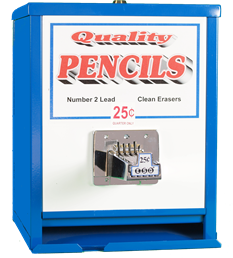 Quality
PENCILS
Number 2 Lead Clean Erasers
25¢
25¢